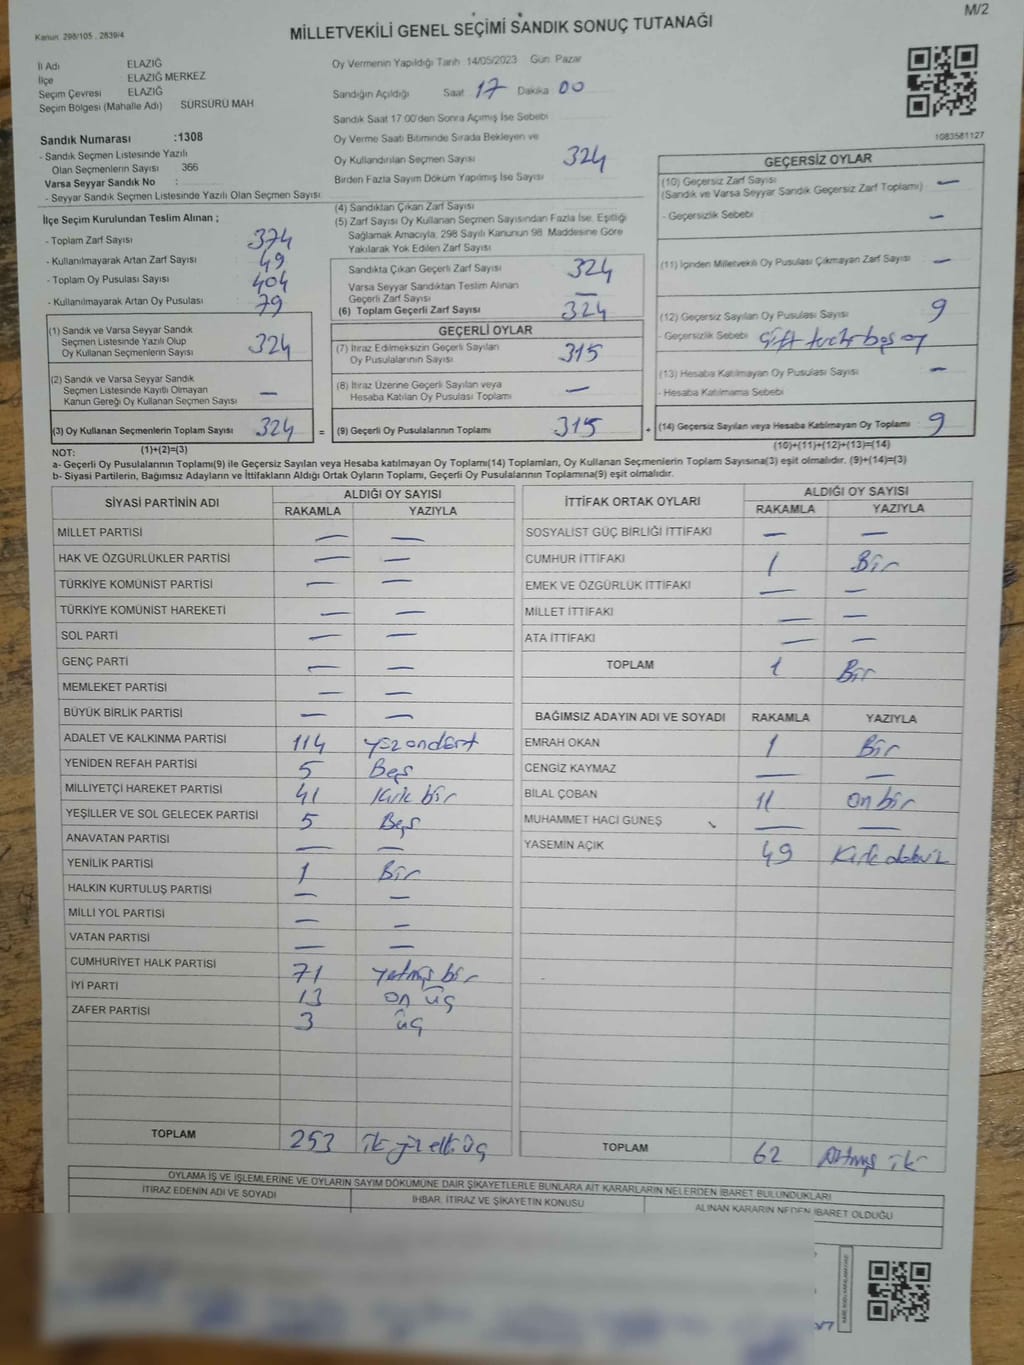 M/2
Kanun: 298/105 , 2839/4
MİLLETVEKİLİ GENEL SEÇİMİ SANDIK SONUÇ TUTANAĞI
İl Adı ELAZIĞ
İlçe ELAZIĞ MERKEZ
Seçim Çevresi ELAZIĞ
Seçim Bölgesi (Mahalle Adı) SÜRSÜRÜ MAH
Sandık Numarası :1308
- Sandık Seçmen Listesinde Yazılı
Olan Seçmenlerin Sayısı 366
Varsa Seyyar Sandık No :
- Seyyar Sandık Seçmen Listesinde Yazılı Olan Seçmen Sayısı
Oy Vermenin Yapıldığı Tarih 14/05/2023 Gün: Pazar
Sandığın Açıldığı Saat 17 Dakika 00
Sandık Saat 17:00'den Sonra Açımış İse Sebebi
Oy Verme Saati Bitiminde Sırada Bekleyen ve
Oy Kullandırılan Seçmen Sayısı 324
Birden Fazla Sayım Döküm Yapılmış İse Sayısı
1083581127
İlçe Seçim Kurulundan Teslim Alınan ;
- Toplam Zarf Sayısı 374
- Kullanılmayarak Artan Zarf Sayısı 49
- Toplam Oy Pusulası Sayısı 404
- Kullanılmayarak Artan Oy Pusulası 79
(4) Sandıktan Çıkan Zarf Sayısı
(5) Zarf Sayısı Oy Kullanan Seçmen Sayısından Fazla İse, Eşitliği
Sağlamak Amacıyla; 298 Sayılı Kanunun 98. Maddesine Göre
Yakılarak Yok Edilen Zarf Sayısı
Sandıkta Çıkan Geçerli Zarf Sayısı 324
Varsa Seyyar Sandıktan Teslim Alınan
Geçerli Zarf Sayısı —
(6) Toplam Geçerli Zarf Sayısı 324
GEÇERSİZ OYLAR
(10) Geçersiz Zarf Sayısı —
(Sandık ve Varsa Seyyar Sandık Geçersiz Zarf Toplamı)
- Geçersizlik Sebebi —
(11) İçinden Milletvekili Oy Pusulası Çıkmayan Zarf Sayısı —
(12) Geçersiz Sayılan Oy Pusulası Sayısı 9
- Geçersizlik Sebebi boş oy
(13) Hesaba Katılmayan Oy Pusulası Sayısı —
- Hesaba Katılmama Sebebi
(14) Geçersiz Sayılan veya Hesaba Katılmayan Oy Toplamı 9
(10)+(11)+(12)+(13)=(14)
(1) Sandık ve Varsa Seyyar Sandık
Seçmen Listesinde Yazılı Olup
Oy Kullanan Seçmenlerin Sayısı 324
(2) Sandık ve Varsa Seyyar Sandık
Seçmen Listesinde Kayıtlı Olmayan
Kanun Gereği Oy Kullanan Seçmen Sayısı —
(3) Oy Kullanan Seçmenlerin Toplam Sayısı 324 =
(1)+(2)=(3)
GEÇERLİ OYLAR
(7) İtiraz Edilmeksizin Geçerli Sayılan
Oy Pusulalarının Sayısı 315
(8) İtiraz Üzerine Geçerli Sayılan veya
Hesaba Katılan Oy Pusulası Toplamı —
(9) Geçerli Oy Pusulalarının Toplamı 315 +
NOT:
a- Geçerli Oy Pusulalarının Toplamı(9) ile Geçersiz Sayılan veya Hesaba katılmayan Oy Toplamı(14) Toplamları, Oy Kullanan Seçmenlerin Toplam Sayısına(3) eşit olmalıdır. (9)+(14)=(3)
b- Siyasi Partilerin, Bağımsız Adayların ve İttifakların Aldığı Ortak Oyların Toplamı, Geçerli Oy Pusulalarının Toplamına(9) eşit olmalıdır.
SİYASİ PARTİNİN ADI ALDIĞI OY SAYISI
RAKAMLA YAZIYLA
MİLLET PARTİSİ — —
HAK VE ÖZGÜRLÜKLER PARTİSİ — —
TÜRKİYE KOMÜNİST PARTİSİ — —
TÜRKİYE KOMÜNİST HAREKETİ — —
SOL PARTİ — —
GENÇ PARTİ — —
MEMLEKET PARTİSİ — —
BÜYÜK BİRLİK PARTİSİ — —
ADALET VE KALKINMA PARTİSİ 114 yüzondört
YENİDEN REFAH PARTİSİ 5 Beş
MİLLİYETÇİ HAREKET PARTİSİ 41 Kırk bir
YEŞİLLER VE SOL GELECEK PARTİSİ 5 Beş
ANAVATAN PARTİSİ — —
YENİLİK PARTİSİ 1 Bir
HALKIN KURTULUŞ PARTİSİ — —
MİLLİ YOL PARTİSİ — —
VATAN PARTİSİ — —
CUMHURİYET HALK PARTİSİ 71 yetmiş bir
İYİ PARTİ 13 on üç
ZAFER PARTİSİ 3 üç
TOPLAM 253 iki yüz elli üç
İTTİFAK ORTAK OYLARI ALDIĞI OY SAYISI
RAKAMLA YAZIYLA
SOSYALİST GÜÇ BİRLİĞİ İTTİFAKI — —
CUMHUR İTTİFAKI 1 Bir
EMEK VE ÖZGÜRLÜK İTTİFAKI — —
MİLLET İTTİFAKI — —
ATA İTTİFAKI — —
TOPLAM 1 Bir
BAĞIMSIZ ADAYIN ADI VE SOYADI RAKAMLA YAZIYLA
EMRAH OKAN 1 Bir
CENGİZ KAYMAZ — —
BİLAL ÇOBAN 11 on bir
MUHAMMET HACI GÜNEŞ — —
YASEMİN AÇIK 49 Kırk dokuz
TOPLAM 62 Altmış iki
OYLAMA İŞ VE İŞLEMLERİNE VE OYLARIN SAYIM DÖKÜMÜNE DAİR ŞİKAYETLERLE BUNLARA AİT KARARLARIN NELERDEN İBARET BULUNDUKLARI
İTİRAZ EDENİN ADI VE SOYADI İHBAR, İTİRAZ VE ŞİKAYETİN KONUSU ALINAN KARARIN NEDEN İBARET OLDUĞU